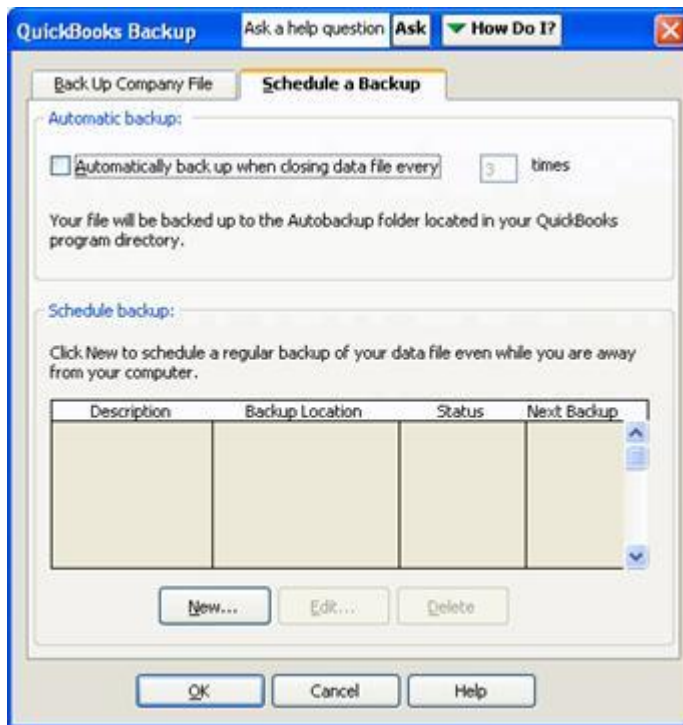 QuickBooks Backup Ask a help question Ask How Do I?
Back Up Company File Schedule a Backup
Automatic backup:
Automatically back up when closing data file every 3 times
Your file will be backed up to the Autobackup folder located in your QuickBooks
program directory.
Schedule backup:
Click New to schedule a regular backup of your data file even while you are away
from your computer.
Description Backup Location Status Next Backup
New... Edit... Delete
OK Cancel Help